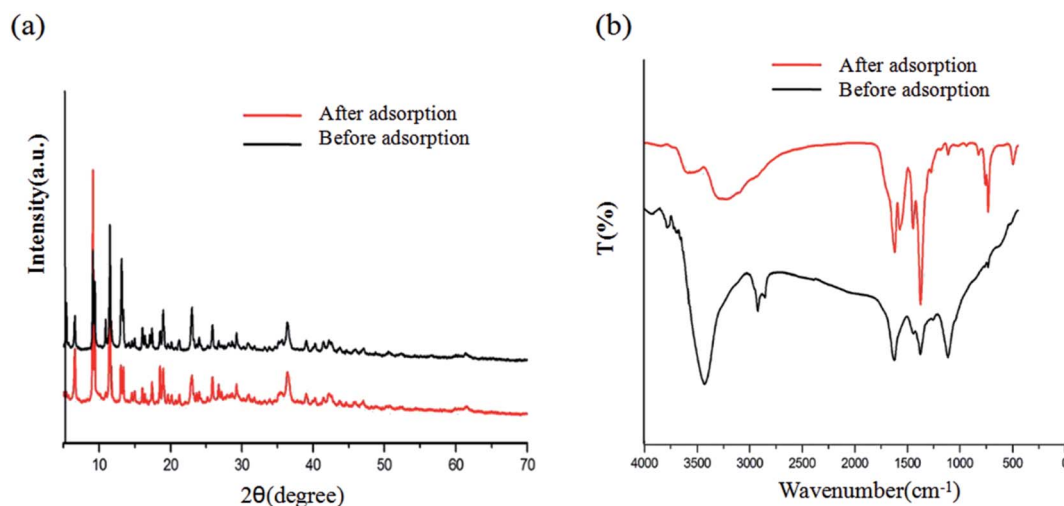 (a)
After adsorption
Before adsorption
Intensity(a.u.)
10 20 30 40 50 60 70
2θ(degree)
(b)
After adsorption
Before adsorption
T(%)
4000 3500 3000 2500 2000 1500 1000 500 0
Wavenumber(cm⁻¹)